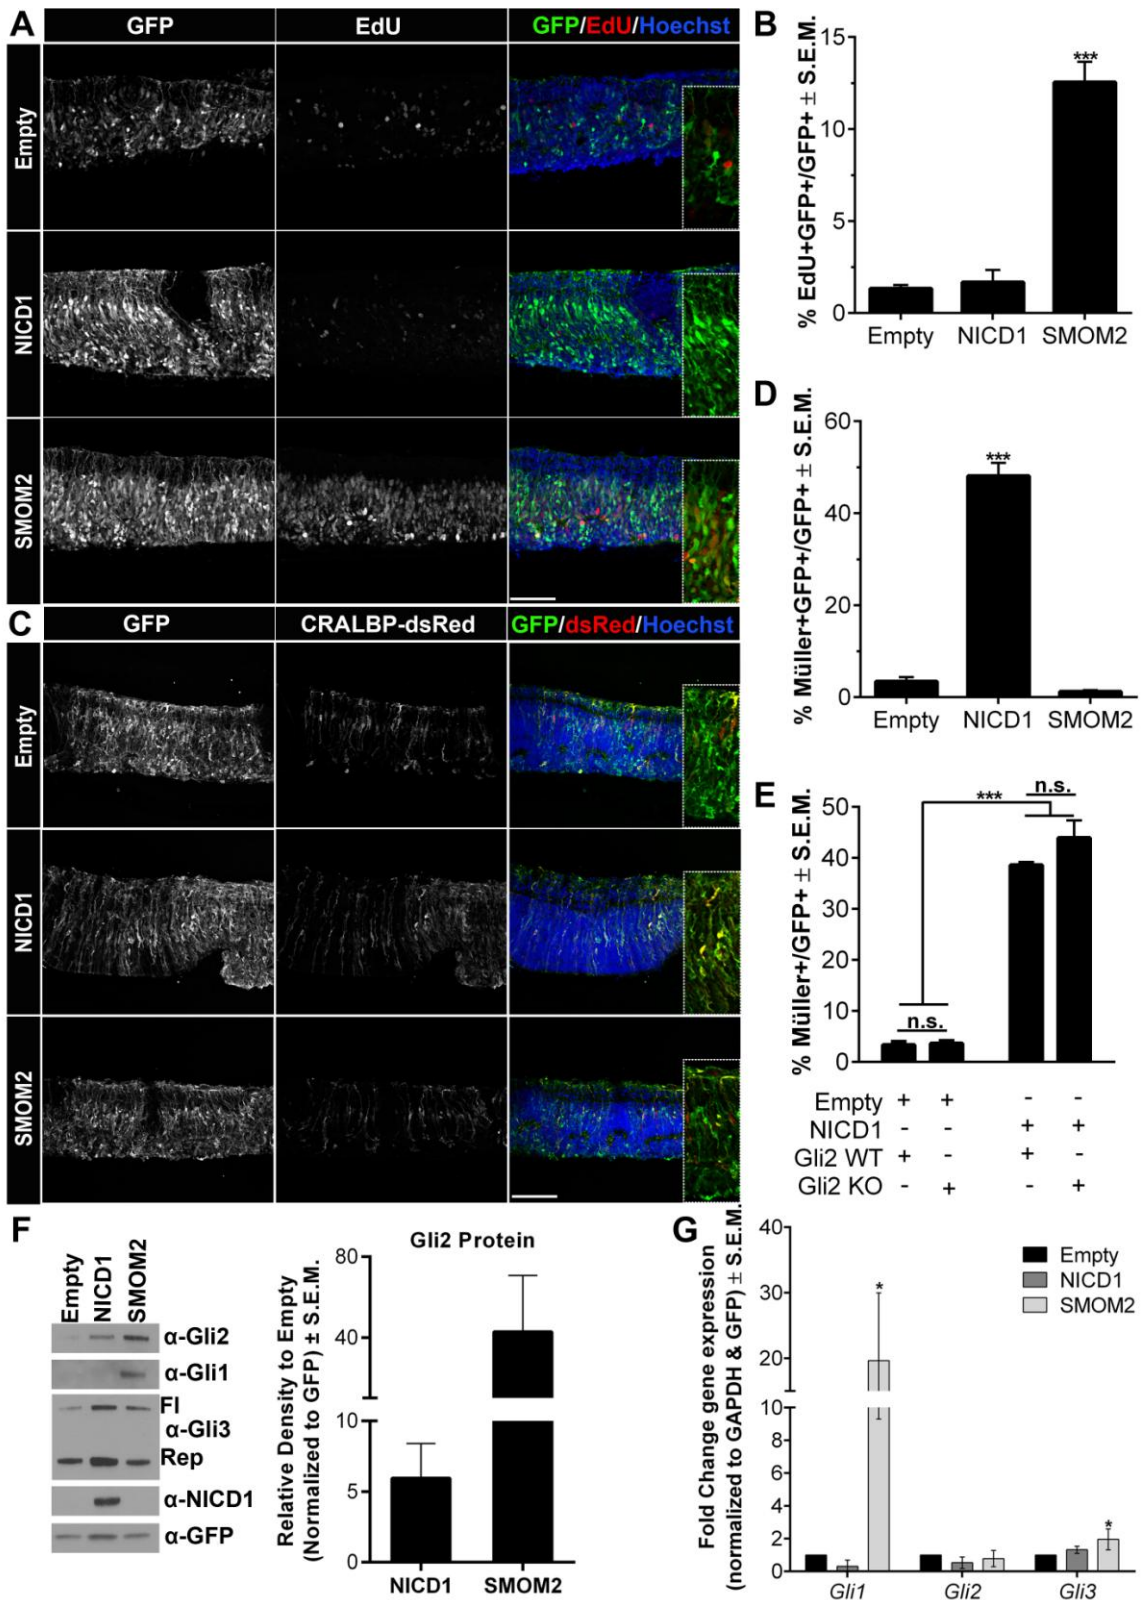 A
GFP
EdU
GFP/EdU/Hoechst
Empty
NICD1
SMOM2
B
% EdU+GFP+/GFP+ ± S.E.M.
15
10
5
0
***
Empty NICD1 SMOM2
C
GFP
CRALBP-dsRed
GFP/dsRed/Hoechst
Empty
NICD1
SMOM2
D
% Müller+GFP+/GFP+ ± S.E.M.
60
40
20
0
***
Empty NICD1 SMOM2
E
% Müller+/GFP+ ± S.E.M.
50
40
30
20
10
0
n.s.
***
n.s.
Empty + + - -
NICD1 - - + +
Gli2 WT + - + -
Gli2 KO - + - +
F
Empty
NICD1
SMOM2
α-Gli2
α-Gli1
Fl
α-Gli3
Rep
α-NICD1
α-GFP
Gli2 Protein
Relative Density to Empty
(Normalized to GFP) ± S.E.M.
80
40
10
5
0
NICD1 SMOM2
G
Fold Change gene expression
(normalized to GAPDH & GFP) ± S.E.M.
40
30
20
10
8
6
4
2
0
Empty
NICD1
SMOM2
*
*
Gli1 Gli2 Gli3